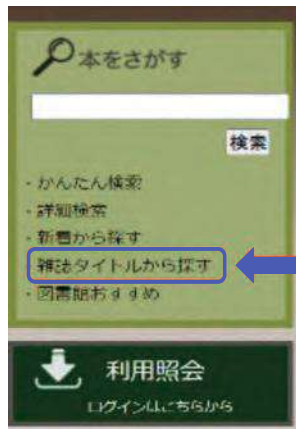 本をさがす
検索
・かんたん検索
・詳細検索
・新着から探す
雑誌タイトルから探す
・図書館おすすめ
利用照会
ログインはこちらから